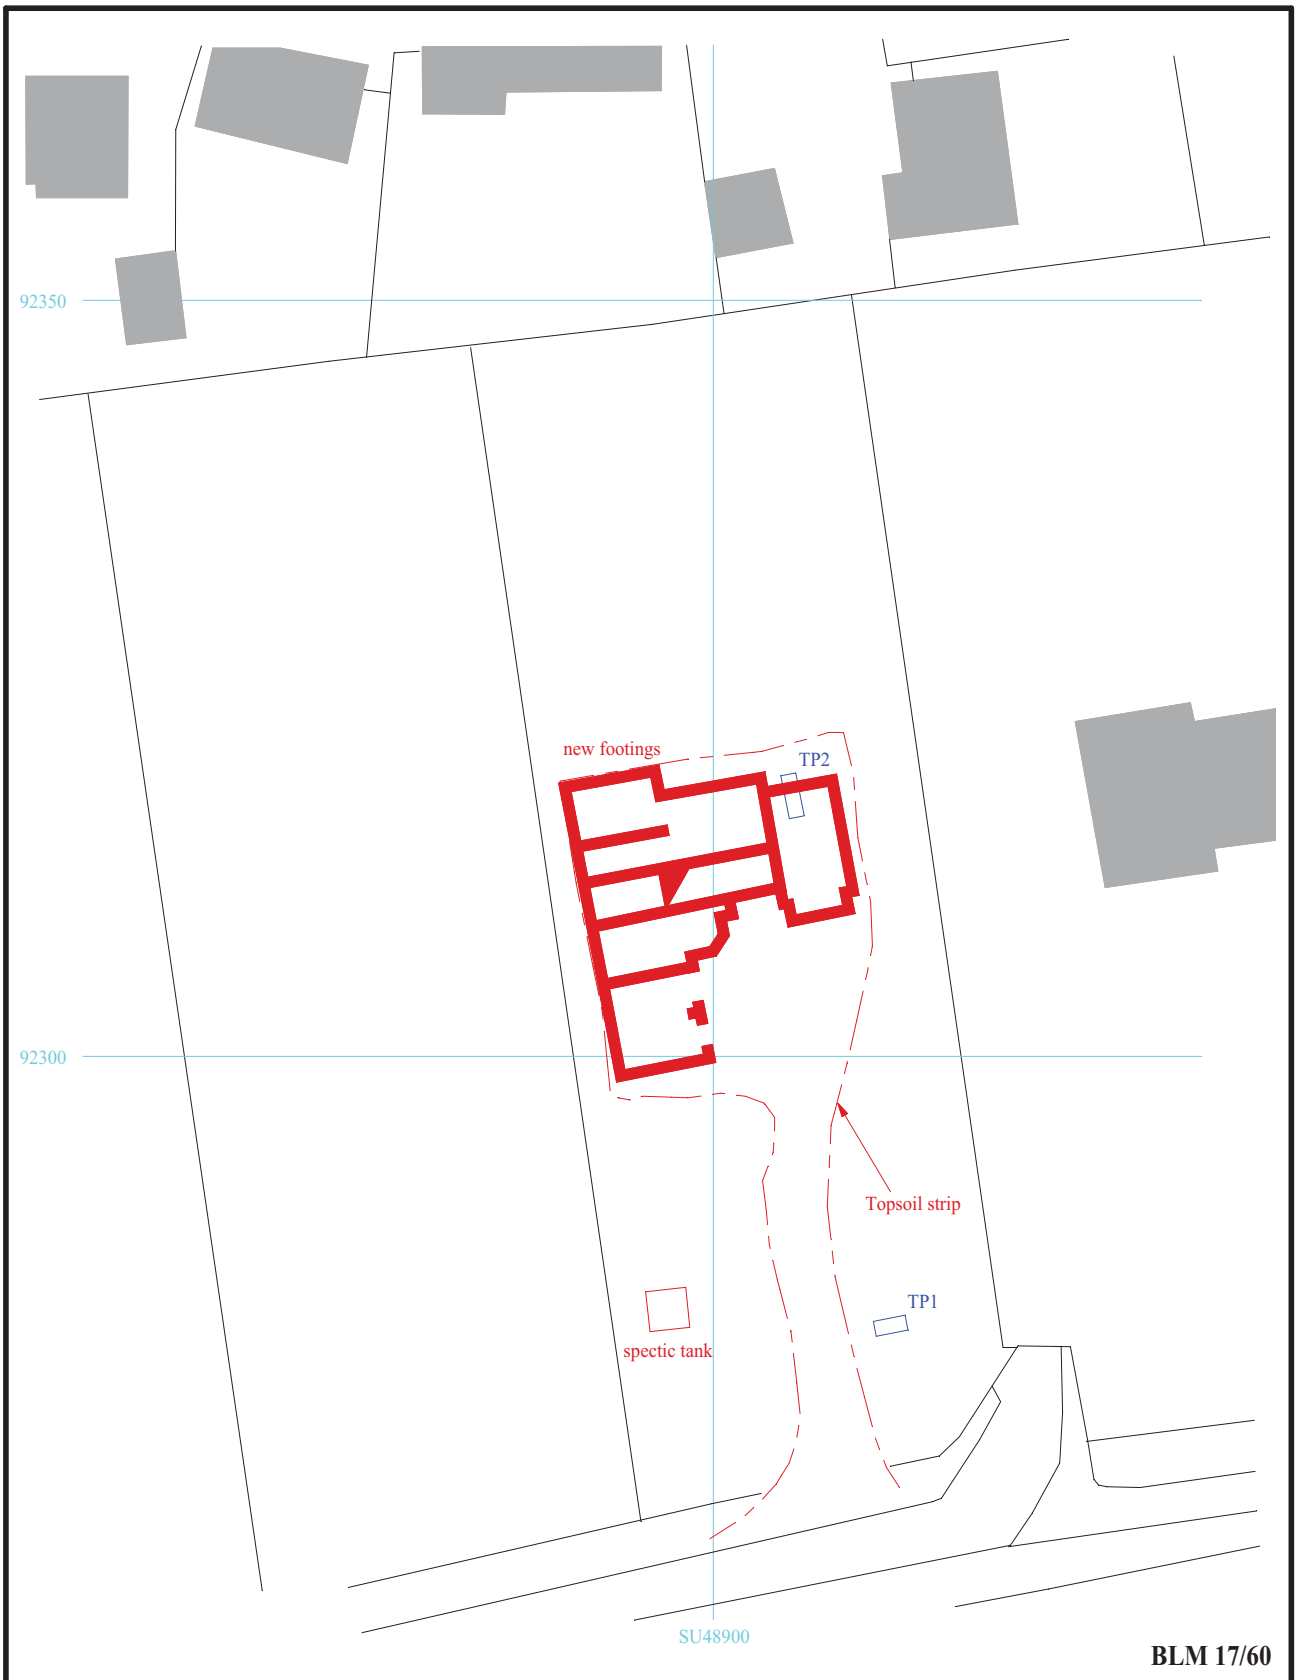 92350
new footings
TP2
92300
Topsoil strip
TP1
spectic tank
SU48900
BLM 17/60